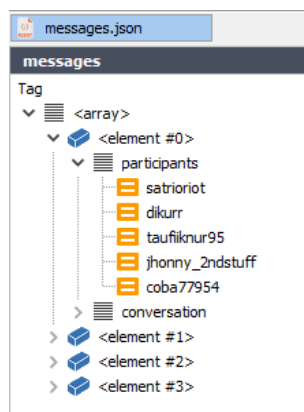 messages.json
messages
Tag
<array>
<element #0>
participants
satrioriot
dikurr
taufiknur95
jhonny_2ndstuff
coba77954
conversation
<element #1>
<element #2>
<element #3>